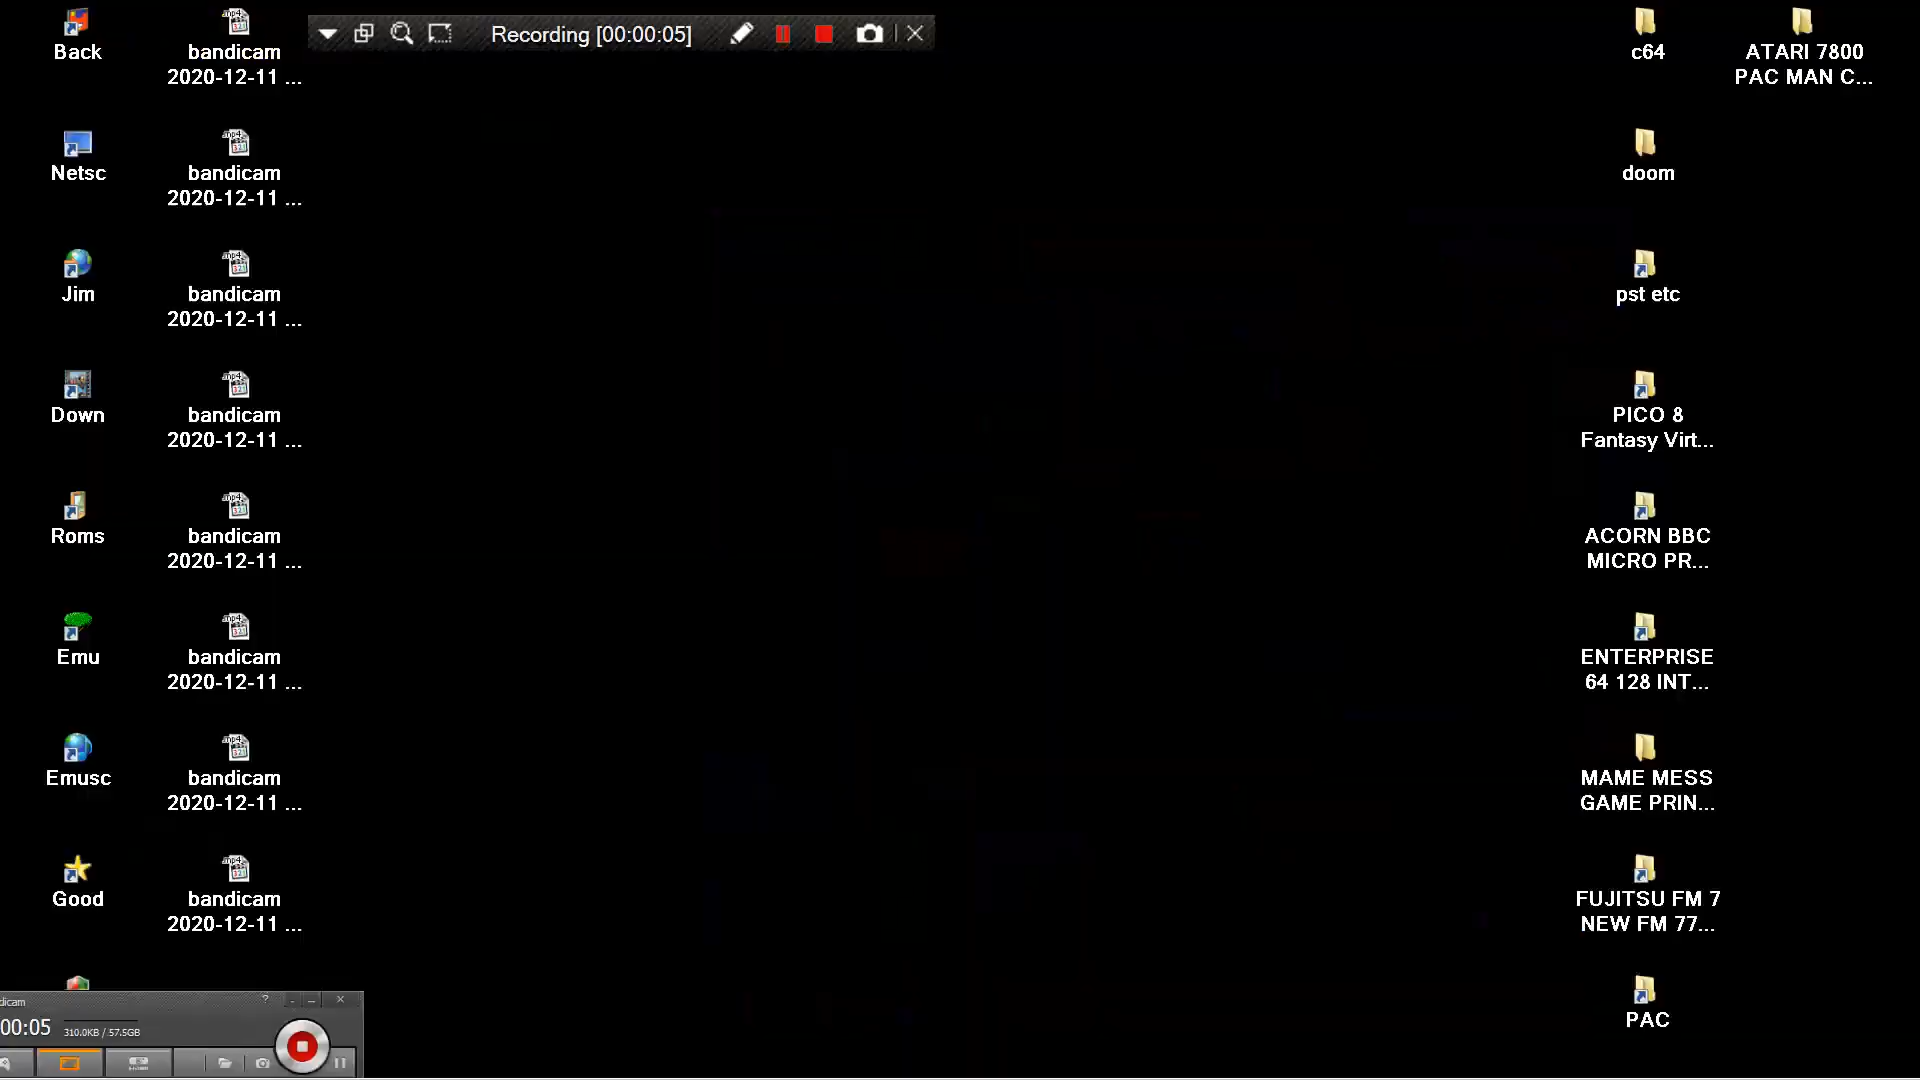 Recording [00:00:05]
Back
Netsc
Jim
Down
Roms
Emu
Emusc
Good
bandicam
2020-12-11 ...
bandicam
2020-12-11 ...
bandicam
2020-12-11 ...
bandicam
2020-12-11 ...
bandicam
2020-12-11 ...
bandicam
2020-12-11 ...
bandicam
2020-12-11 ...
bandicam
2020-12-11 ...
c64
doom
pst etc
PICO 8
Fantasy Virt...
ACORN BBC
MICRO PR...
ENTERPRISE
64 128 INT...
MAME MESS
GAME PRIN...
FUJITSU FM 7
NEW FM 77...
PAC
ATARI 7800
PAC MAN C...
dicam
00:05
310.0KB / 57.5GB